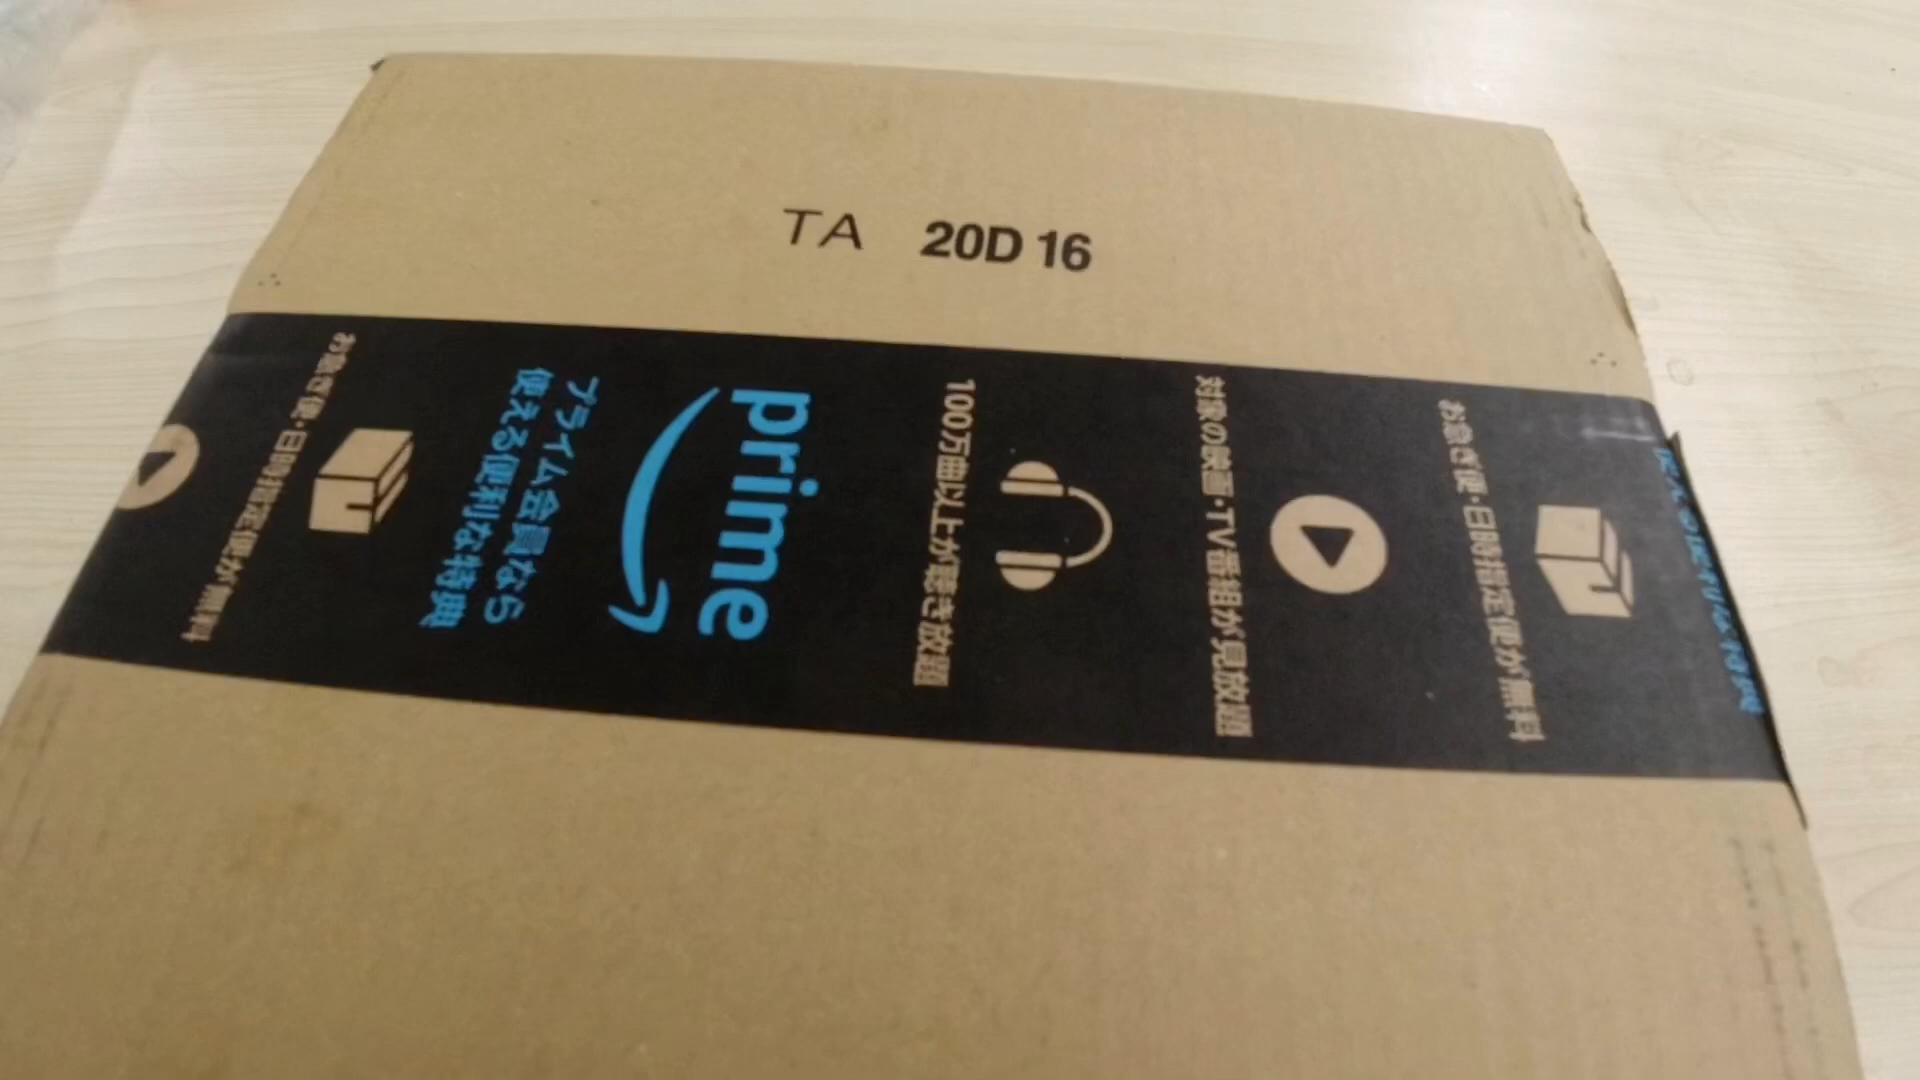 TA 20D 16
prime
プライム会員なら
使える便利な特典
お急ぎ便・日時指定便が無料
100万曲以上が聴き放題
対象の映画・TV番組が見放題
お急ぎ便・日時指定便が無料